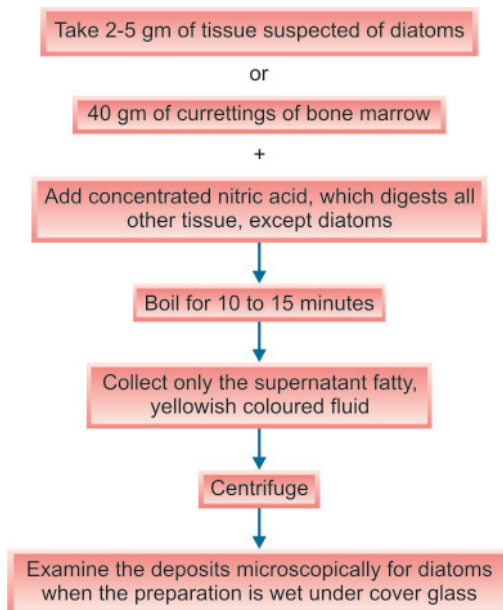 Take 2-5 gm of tissue suspected of diatoms
or
40 gm of currettings of bone marrow
+
Add concentrated nitric acid, which digests all
other tissue, except diatoms
Boil for 10 to 15 minutes
Collect only the supernatant fatty,
yellowish coloured fluid
Centrifuge
Examine the deposits microscopically for diatoms
when the preparation is wet under cover glass